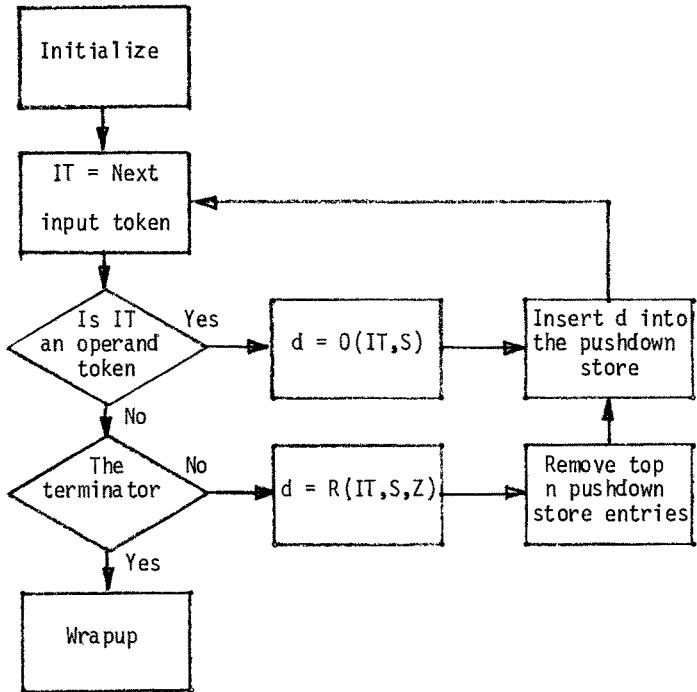 Initialize
IT = Next
input token
Is IT
an operand
token
Yes
No
d = O(IT,S)
Insert d into
the pushdown
store
The
terminator
No
Yes
d = R(IT,S,Z)
Remove top
n pushdown
store entries
Wrapup